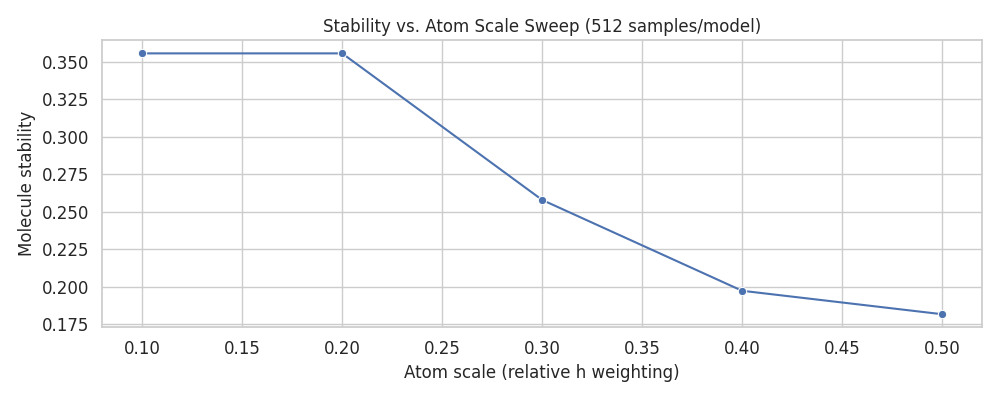 Stability vs. Atom Scale Sweep (512 samples/model)
Molecule stability
0.350
0.325
0.300
0.275
0.250
0.225
0.200
0.175
0.10 0.15 0.20 0.25 0.30 0.35 0.40 0.45 0.50
Atom scale (relative h weighting)